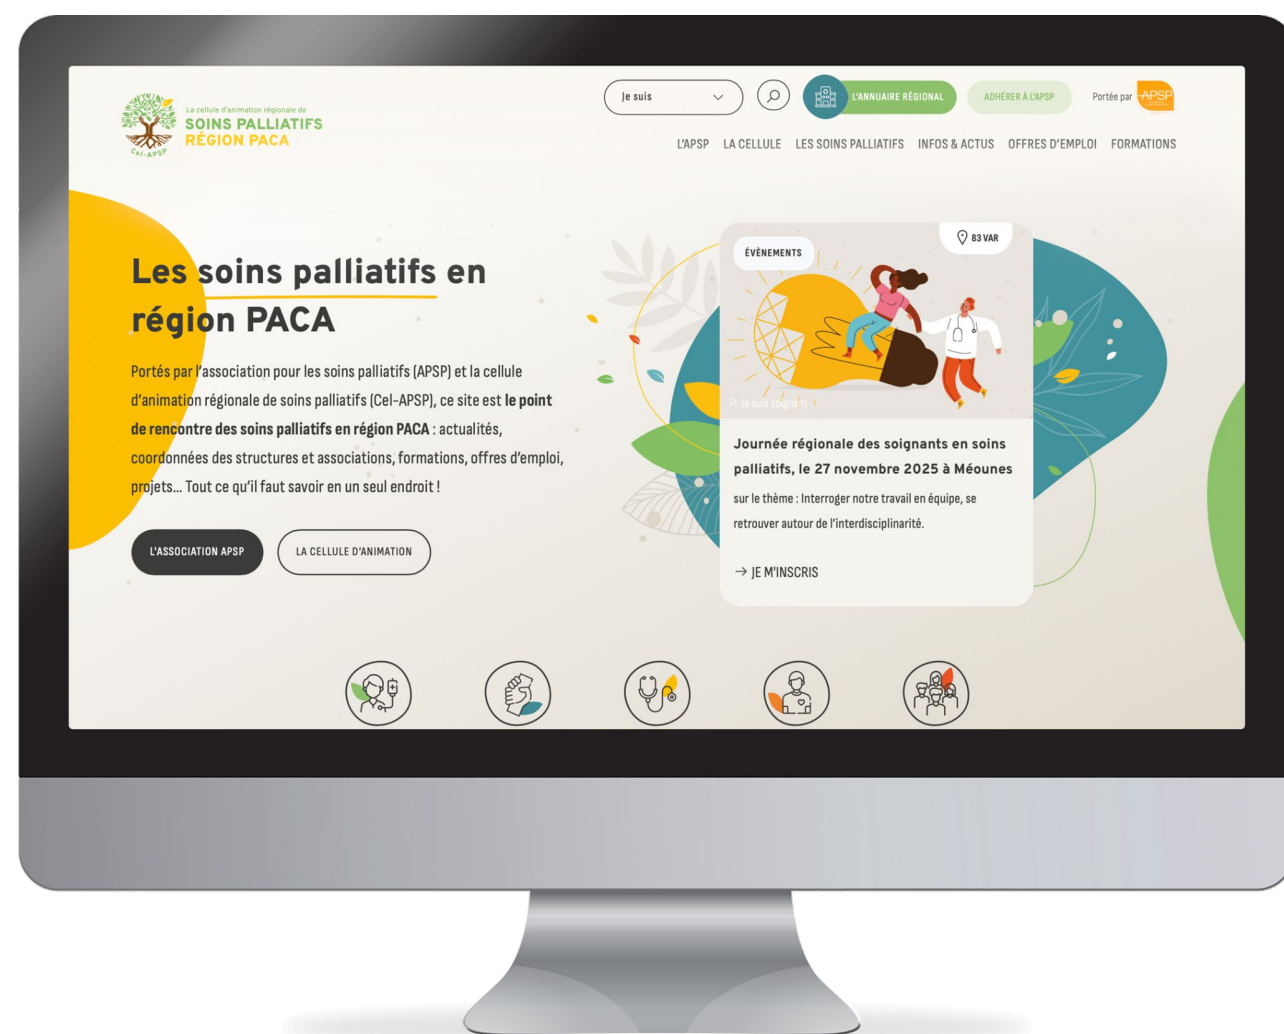 La cellule d'animation régionale de
SOINS PALLIATIFS
RÉGION PACA
Cel-APSP
Je suis
L'ANNUAIRE RÉGIONAL
ADHÉRER À L'APSP
Portée par
APSP
L'APSP LA CELLULE LES SOINS PALLIATIFS INFOS & ACTUS OFFRES D'EMPLOI FORMATIONS
Les soins palliatifs en
région PACA
Portés par l'association pour les soins palliatifs (APSP) et la cellule
d'animation régionale de soins palliatifs (Cel-APSP), ce site est le point
de rencontre des soins palliatifs en région PACA : actualités,
coordonnées des structures et associations, formations, offres d'emploi,
projets... Tout ce qu'il faut savoir en un seul endroit !
L'ASSOCIATION APSP
LA CELLULE D'ANIMATION
ÉVÈNEMENTS
83 VAR
Je suis soignant
Journée régionale des soignants en soins
palliatifs, le 27 novembre 2025 à Méounes
sur le thème : Interroger notre travail en équipe, se
retrouver autour de l'interdisciplinarité.
→ JE M'INSCRIS